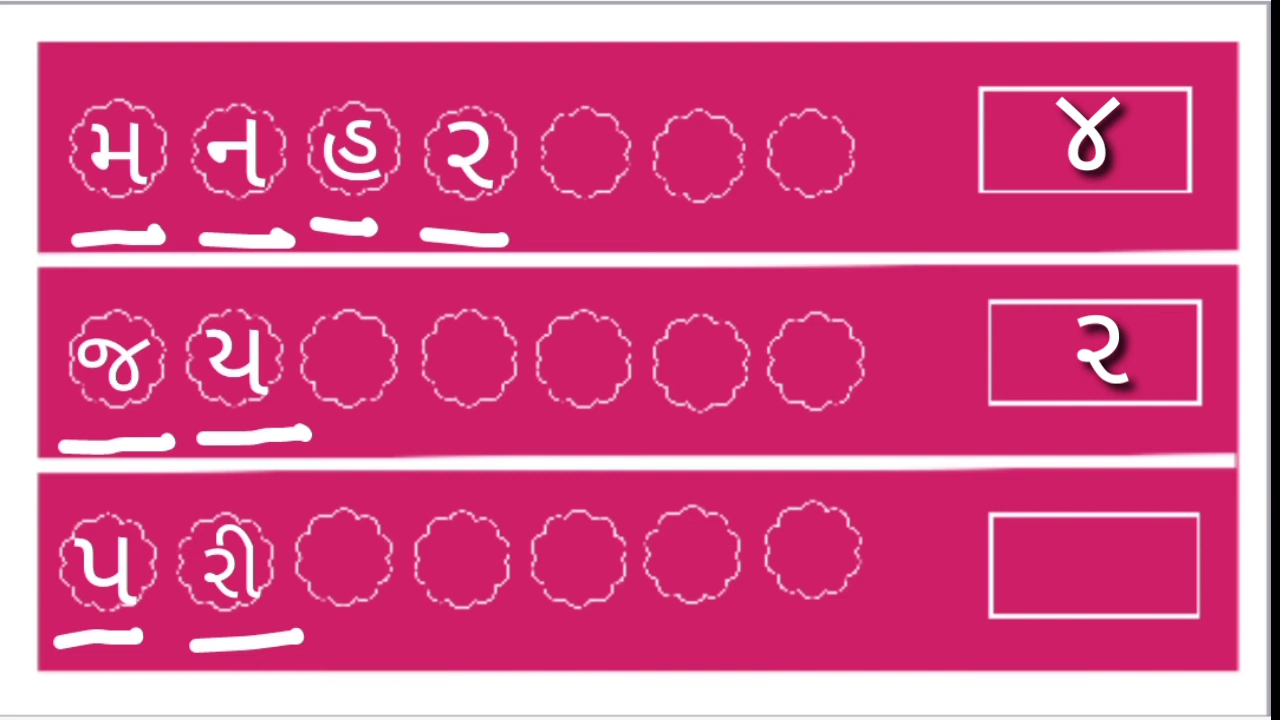 મ ન હ ર ૪
જ ય ૨
પ રી